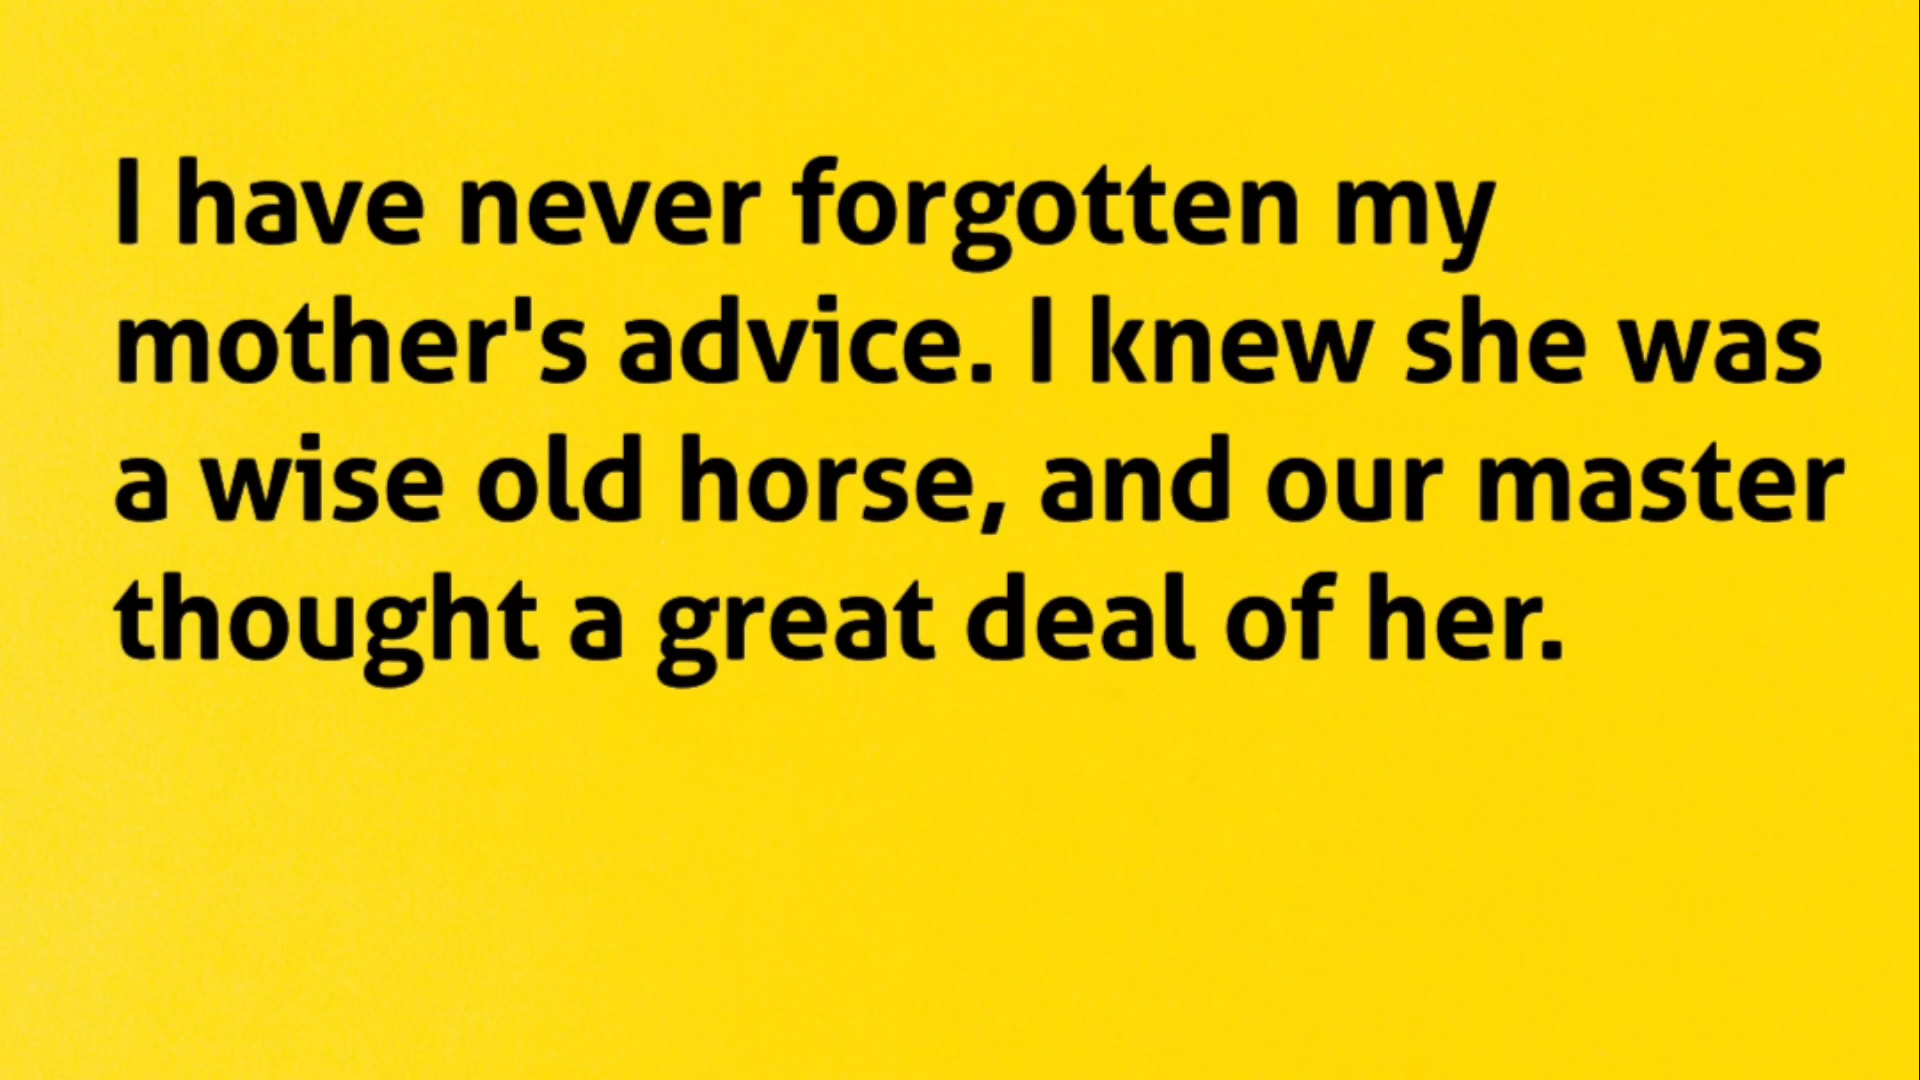 I have never forgotten my
mother's advice. I knew she was
a wise old horse, and our master
thought a great deal of her.